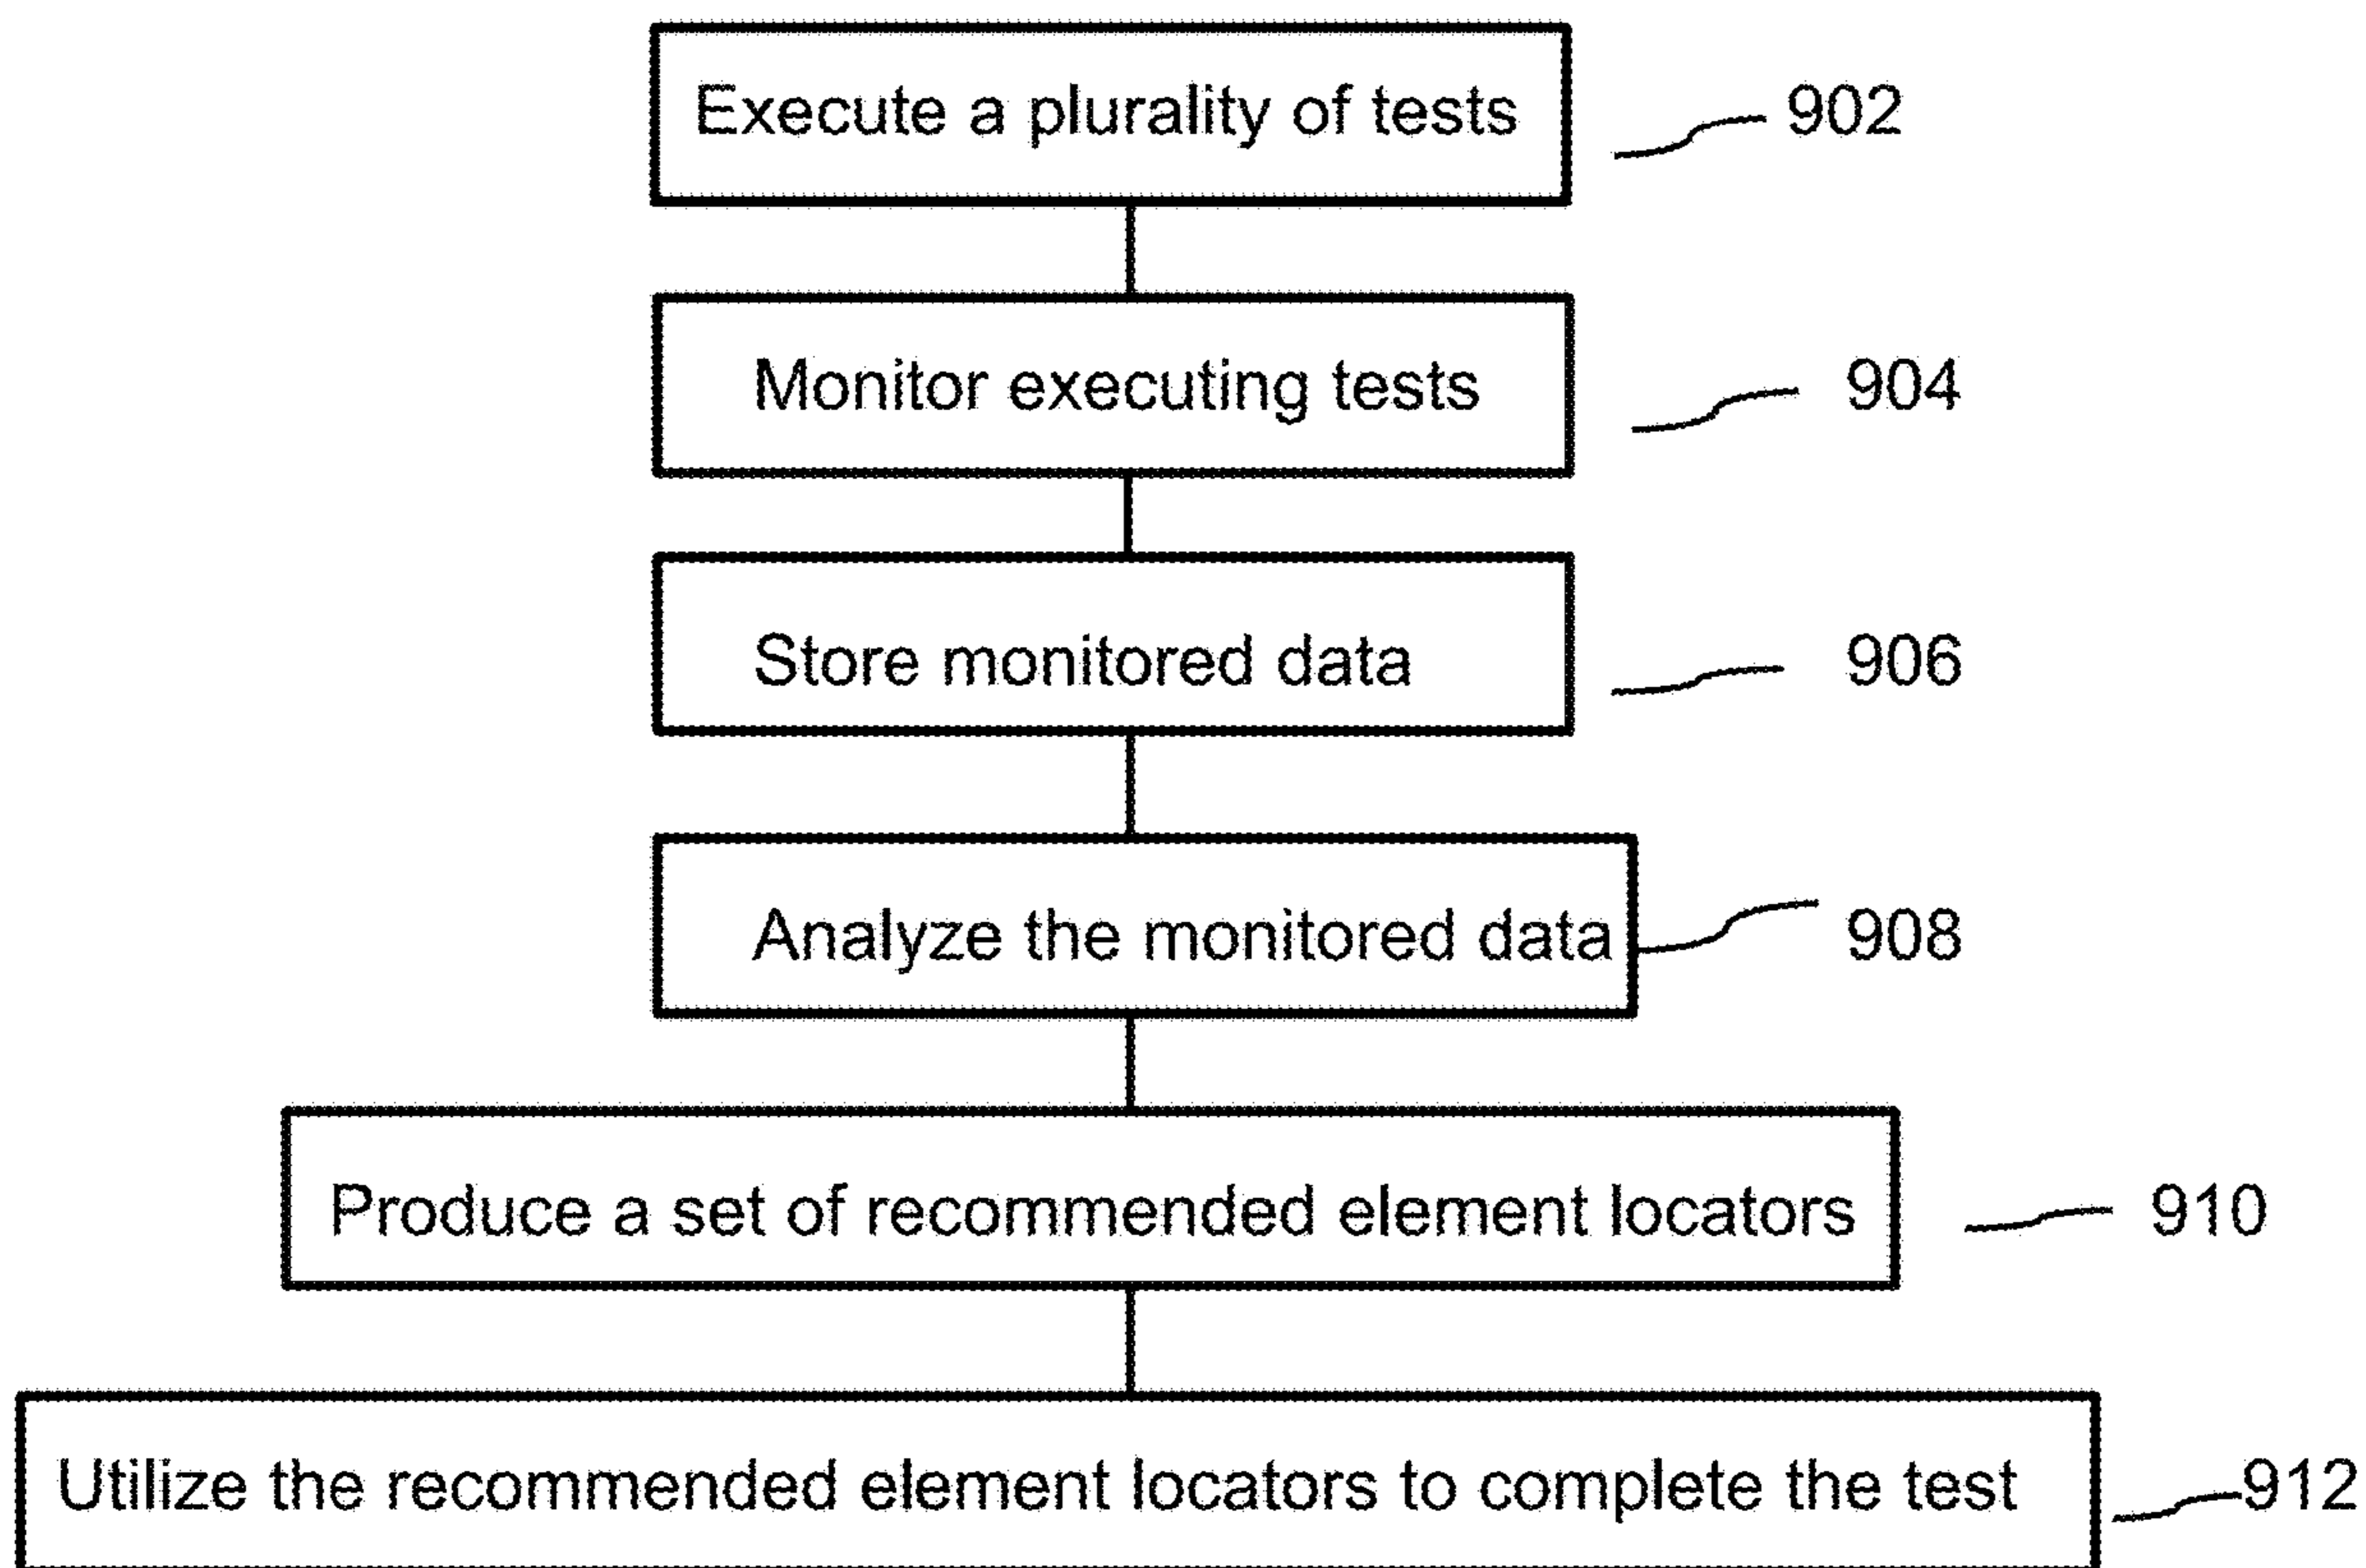 Execute a plurality of tests 902
Monitor executing tests 904
Store monitored data 906
Analyze the monitored data 908
Produce a set of recommended element locators 910
Utilize the recommended element locators to complete the test 912